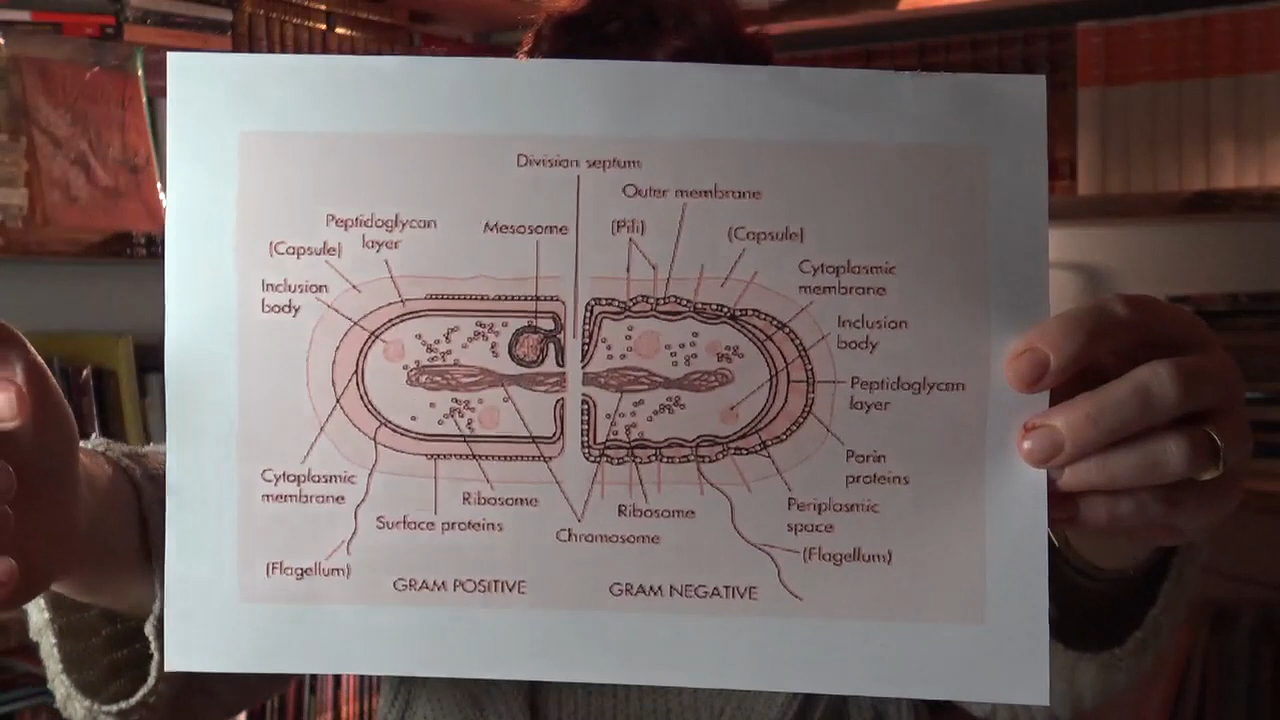 Division septum
Outer membrane
Peptidoglycan
layer
Mesosome
(Pili)
(Capsule)
(Capsule)
Cytoplasmic
membrane
Inclusion
body
Inclusion
body
Peptidoglycan
layer
Cytoplasmic
membrane
Porin
proteins
Ribosome
Surface proteins
Ribosome
Periplasmic
space
Chromosome
(Flagellum)
(Flagellum)
GRAM POSITIVE
GRAM NEGATIVE